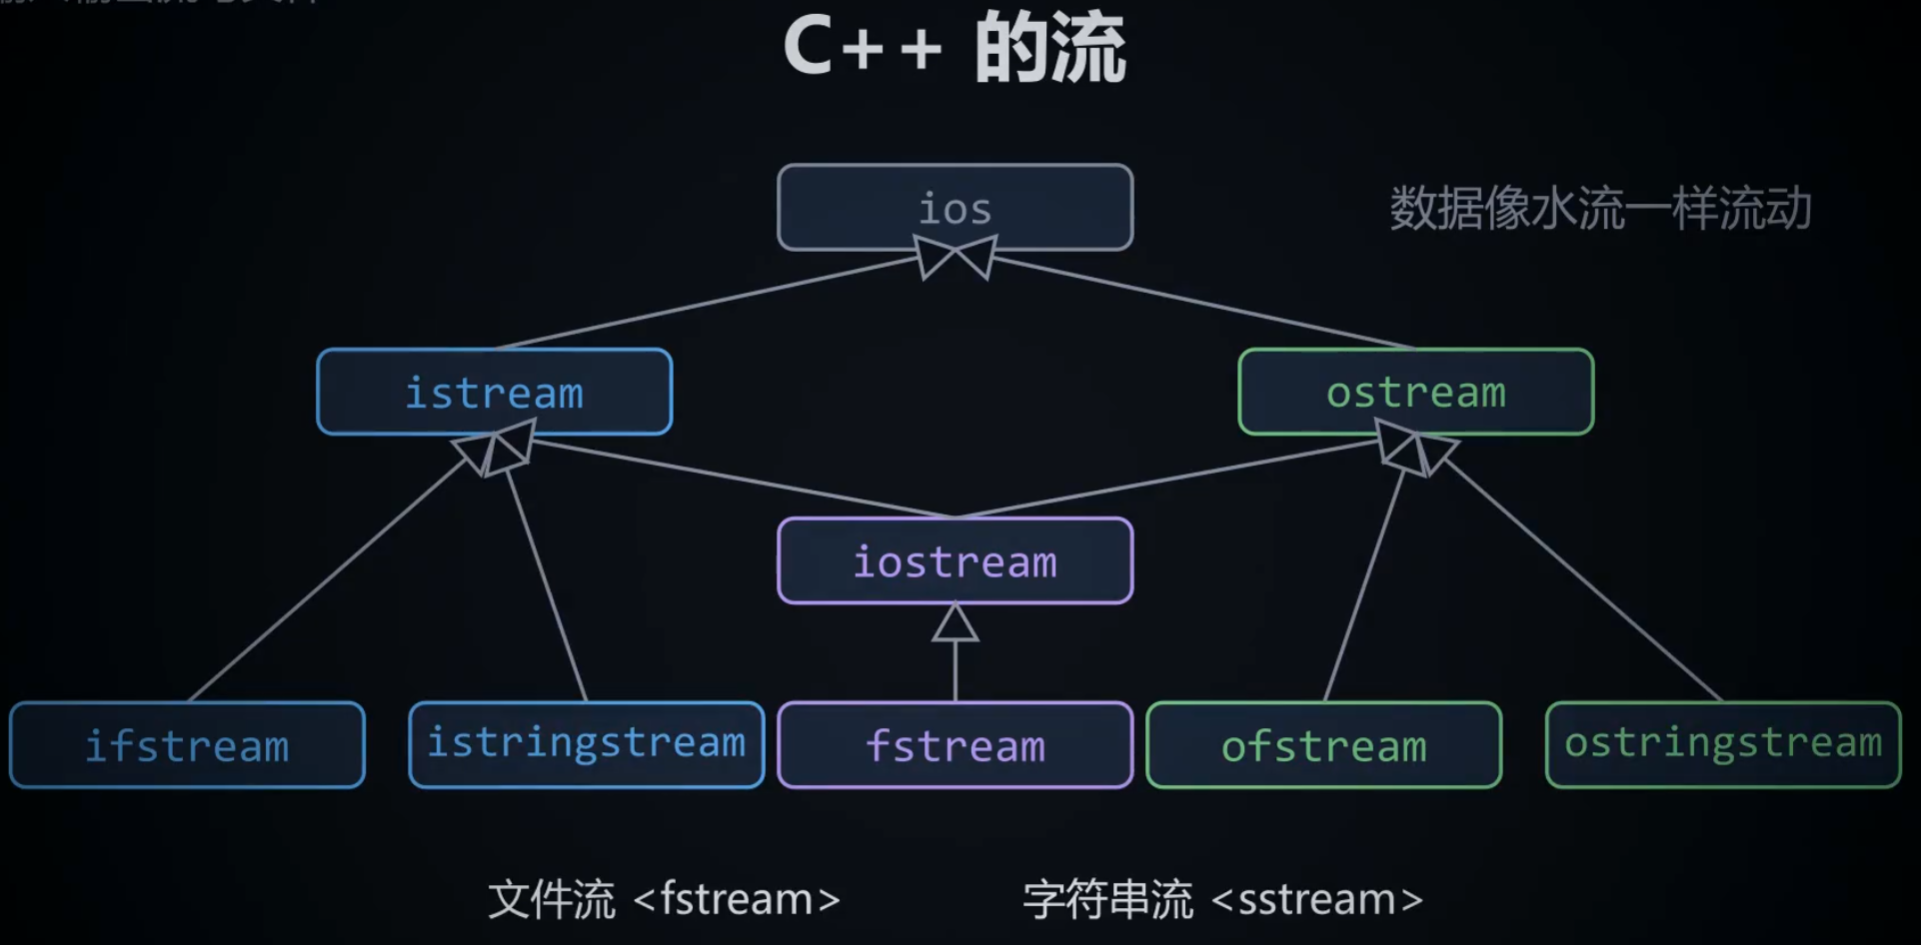 C++ 的流
ios
数据像水流一样流动
istream
ostream
iostream
ifstream
istringstream
fstream
ofstream
ostringstream
文件流 <fstream>
字符串流 <sstream>